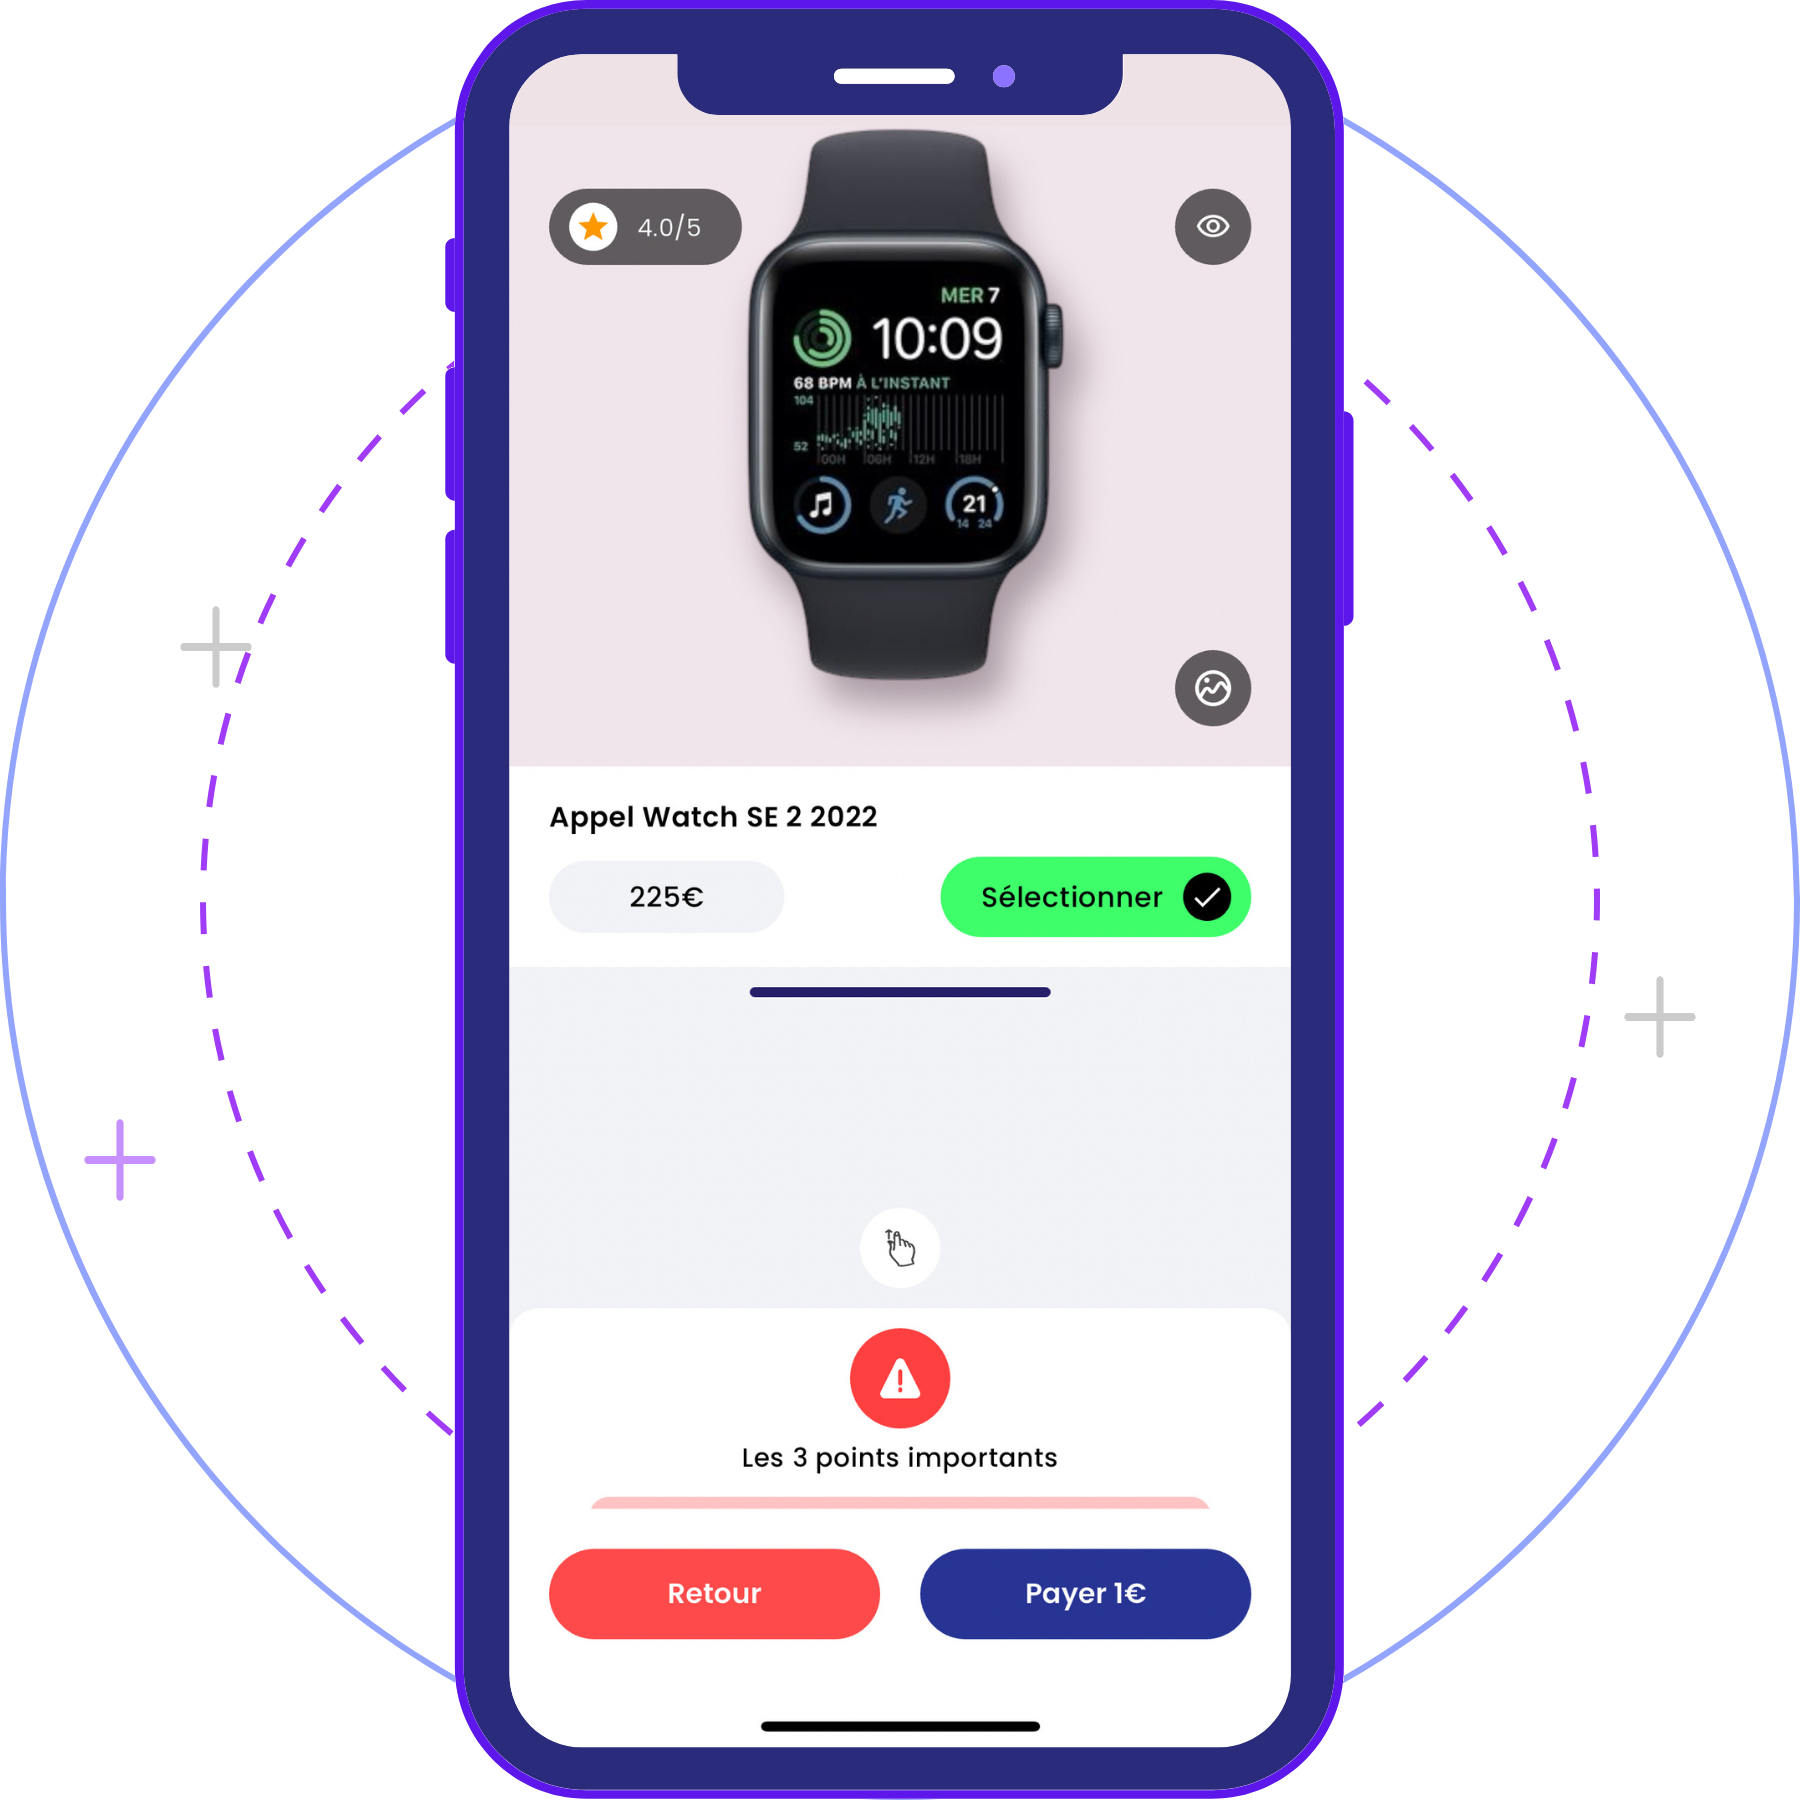 4.0/5
MER 7
10:09
68 BPM À L'INSTANT
104
52
00H 06H 12H 18H
21
14 24
Appel Watch SE 2 2022
225€
Sélectionner
Les 3 points importants
Retour
Payer 1€